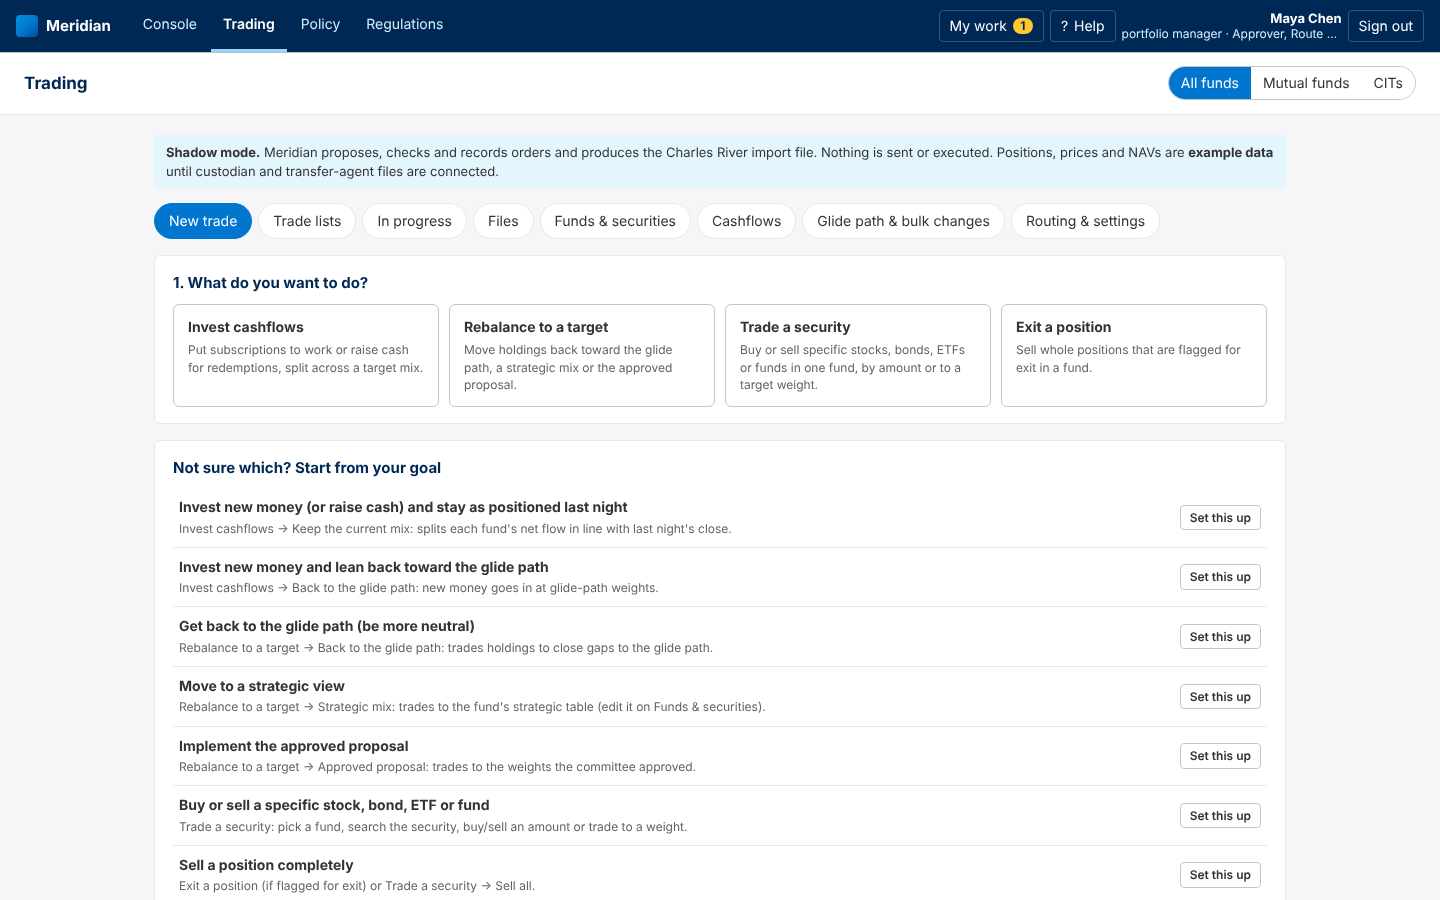 Meridian
Console
Trading
Policy
Regulations
My work 1
? Help
Maya Chen
portfolio manager · Approver, Route ...
Sign out
Trading
All funds
Mutual funds
CITs
Shadow mode. Meridian proposes, checks and records orders and produces the Charles River import file. Nothing is sent or executed. Positions, prices and NAVs are example data
until custodian and transfer-agent files are connected.
New trade
Trade lists
In progress
Files
Funds & securities
Cashflows
Glide path & bulk changes
Routing & settings
1. What do you want to do?
Invest cashflows
Put subscriptions to work or raise cash
for redemptions, split across a target mix.
Rebalance to a target
Move holdings back toward the glide
path, a strategic mix or the approved
proposal.
Trade a security
Buy or sell specific stocks, bonds, ETFs
or funds in one fund, by amount or to a
target weight.
Exit a position
Sell whole positions that are flagged for
exit in a fund.
Not sure which? Start from your goal
Invest new money (or raise cash) and stay as positioned last night
Invest cashflows → Keep the current mix: splits each fund's net flow in line with last night's close.
Set this up
Invest new money and lean back toward the glide path
Invest cashflows → Back to the glide path: new money goes in at glide-path weights.
Set this up
Get back to the glide path (be more neutral)
Rebalance to a target → Back to the glide path: trades holdings to close gaps to the glide path.
Set this up
Move to a strategic view
Rebalance to a target → Strategic mix: trades to the fund's strategic table (edit it on Funds & securities).
Set this up
Implement the approved proposal
Rebalance to a target → Approved proposal: trades to the weights the committee approved.
Set this up
Buy or sell a specific stock, bond, ETF or fund
Trade a security: pick a fund, search the security, buy/sell an amount or trade to a weight.
Set this up
Sell a position completely
Exit a position (if flagged for exit) or Trade a security → Sell all.
Set this up